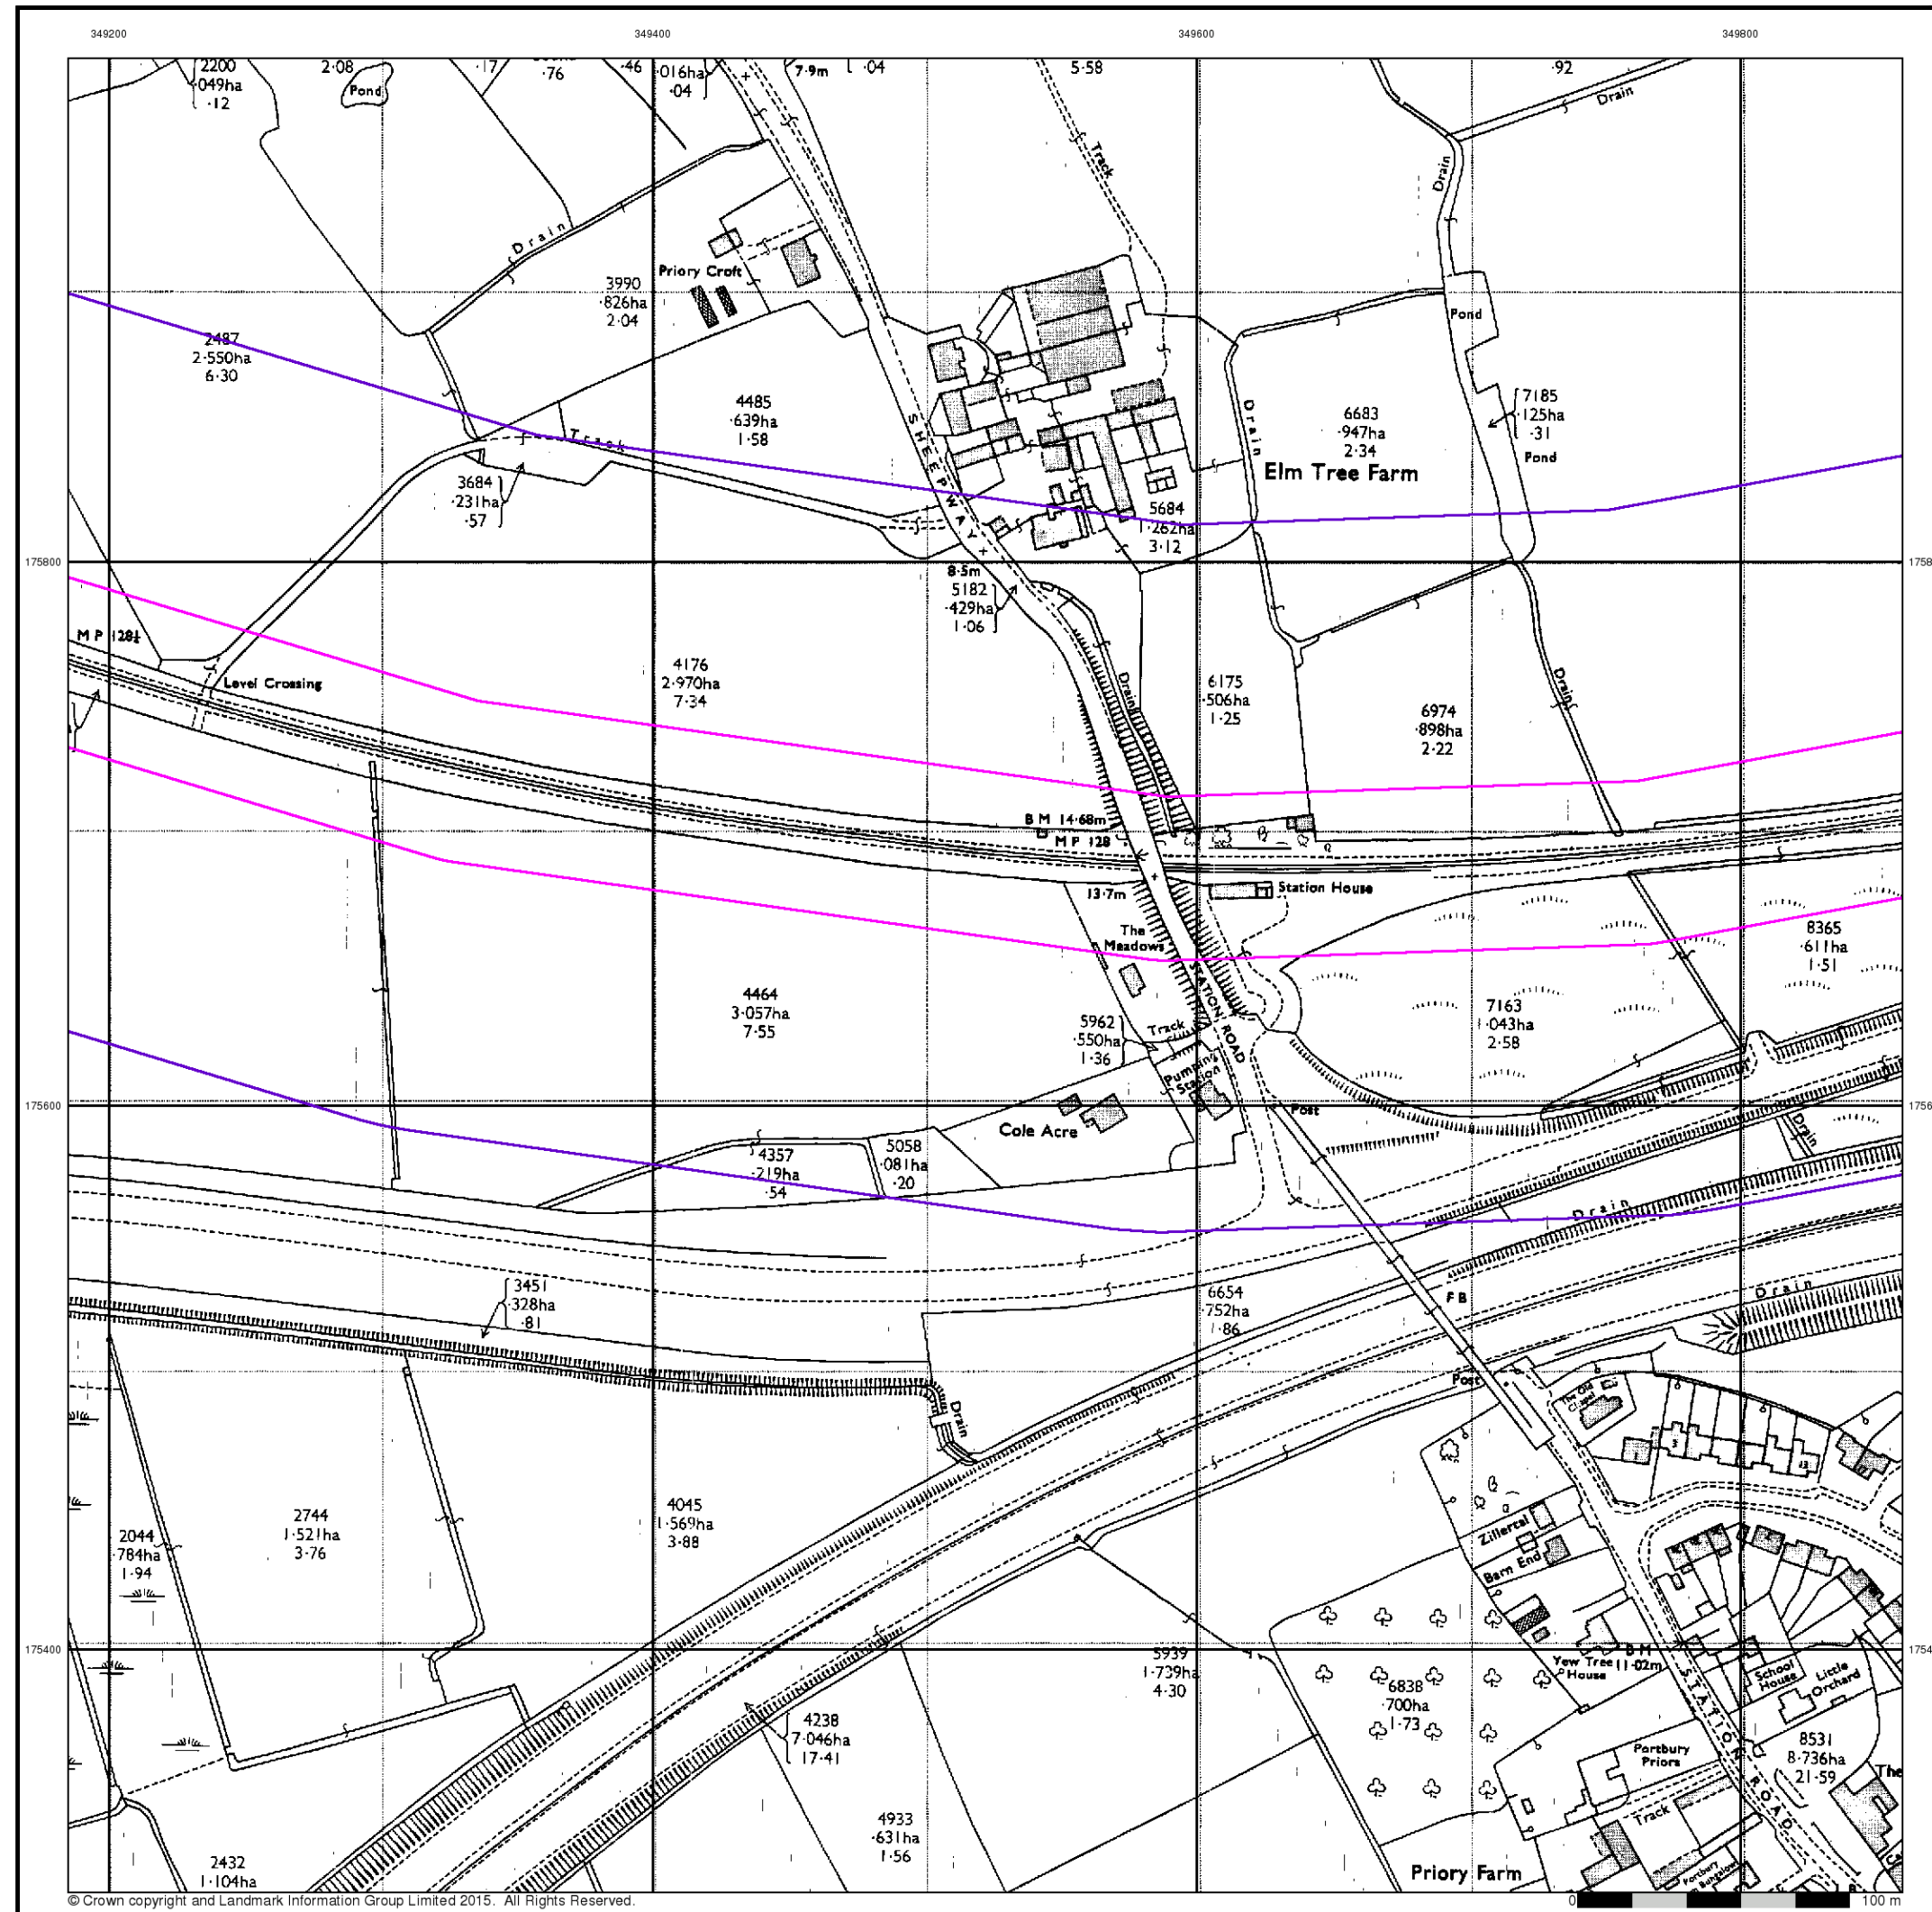 349200
349400
349600
349800
2200
.049ha
.12
2.08
Pond
.17
.76
.46
.016ha
.04
7.9m
.04
5.58
.92
Drain
Track
Drain
Drain
Priory Croft
3990
.826ha
2.04
Pond
2487
2.550ha
6.30
4485
.639ha
1.58
SHEEPWAY
Drain
6683
.947ha
2.34
7185
.125ha
.31
Pond
Elm Tree Farm
Track
3684
.231ha
.57
5684
1.262ha
3.12
175800
8.5m
5182
.429ha
1.06
M P 128¼
Level Crossing
4176
2.970ha
7.34
Drain
6175
.506ha
1.25
Drain
6974
.898ha
2.22
B M 14.68m
M P 128
13.7m
Station House
The
Meadows
8365
.611ha
1.51
4464
3.057ha
7.55
STATION ROAD
5962
.550ha
1.36
Track
7163
1.043ha
2.58
Pumping
Station
175600
Post
Cole Acre
Drain
4357
.219ha
.54
5058
.081ha
.20
Drain
3451
.328ha
.81
6654
.752ha
1.86
F B
Drain
Post
The Old
Chapel
Drain
2744
1.521ha
3.76
4045
1.569ha
3.88
2044
.784ha
1.94
Zillertal
Barn End
175400
5939
1.739ha
4.30
Yew Tree
House
B M
11.02m
School
House
Little
Orchard
6838
.700ha
1.73
STATION ROAD
4238
7.046ha
17.41
Portbury
Priors
8531
8.736ha
21.59
The
Track
4933
.631ha
1.56
2432
1.104ha
Priory Farm
Portbury
© Crown copyright and Landmark Information Group Limited 2015. All Rights Reserved.
0
100 m